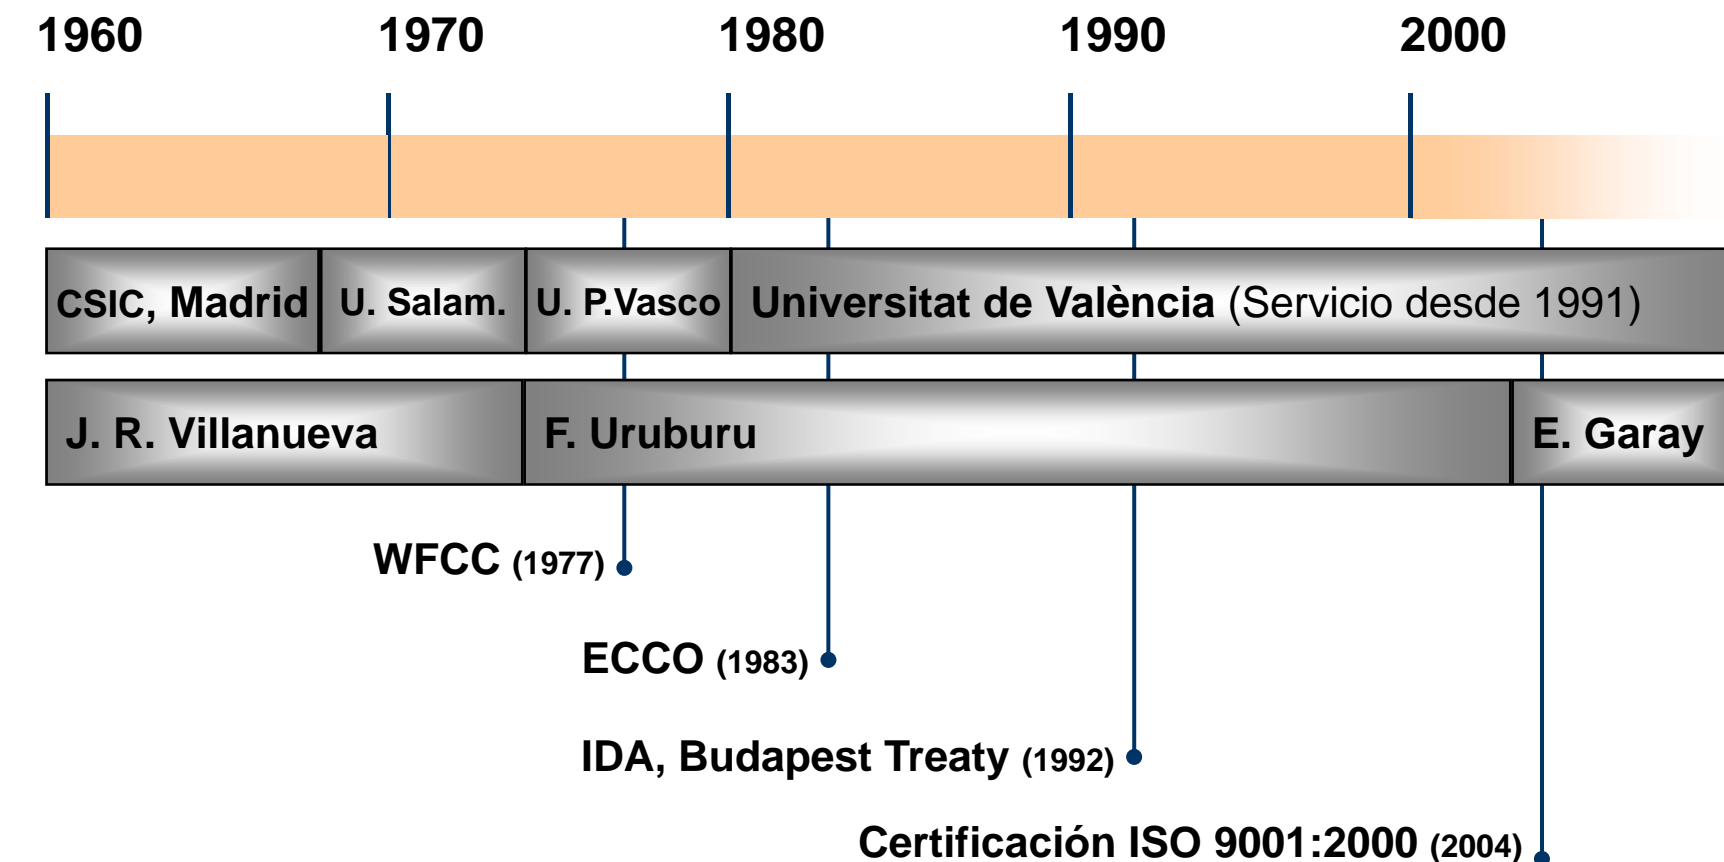 1960 1970 1980 1990 2000
CSIC, Madrid U. Salam. U. P.Vasco Universitat de València (Servicio desde 1991)
J. R. Villanueva F. Uruburu E. Garay
WFCC (1977)
ECCO (1983)
IDA, Budapest Treaty (1992)
Certificación ISO 9001:2000 (2004)